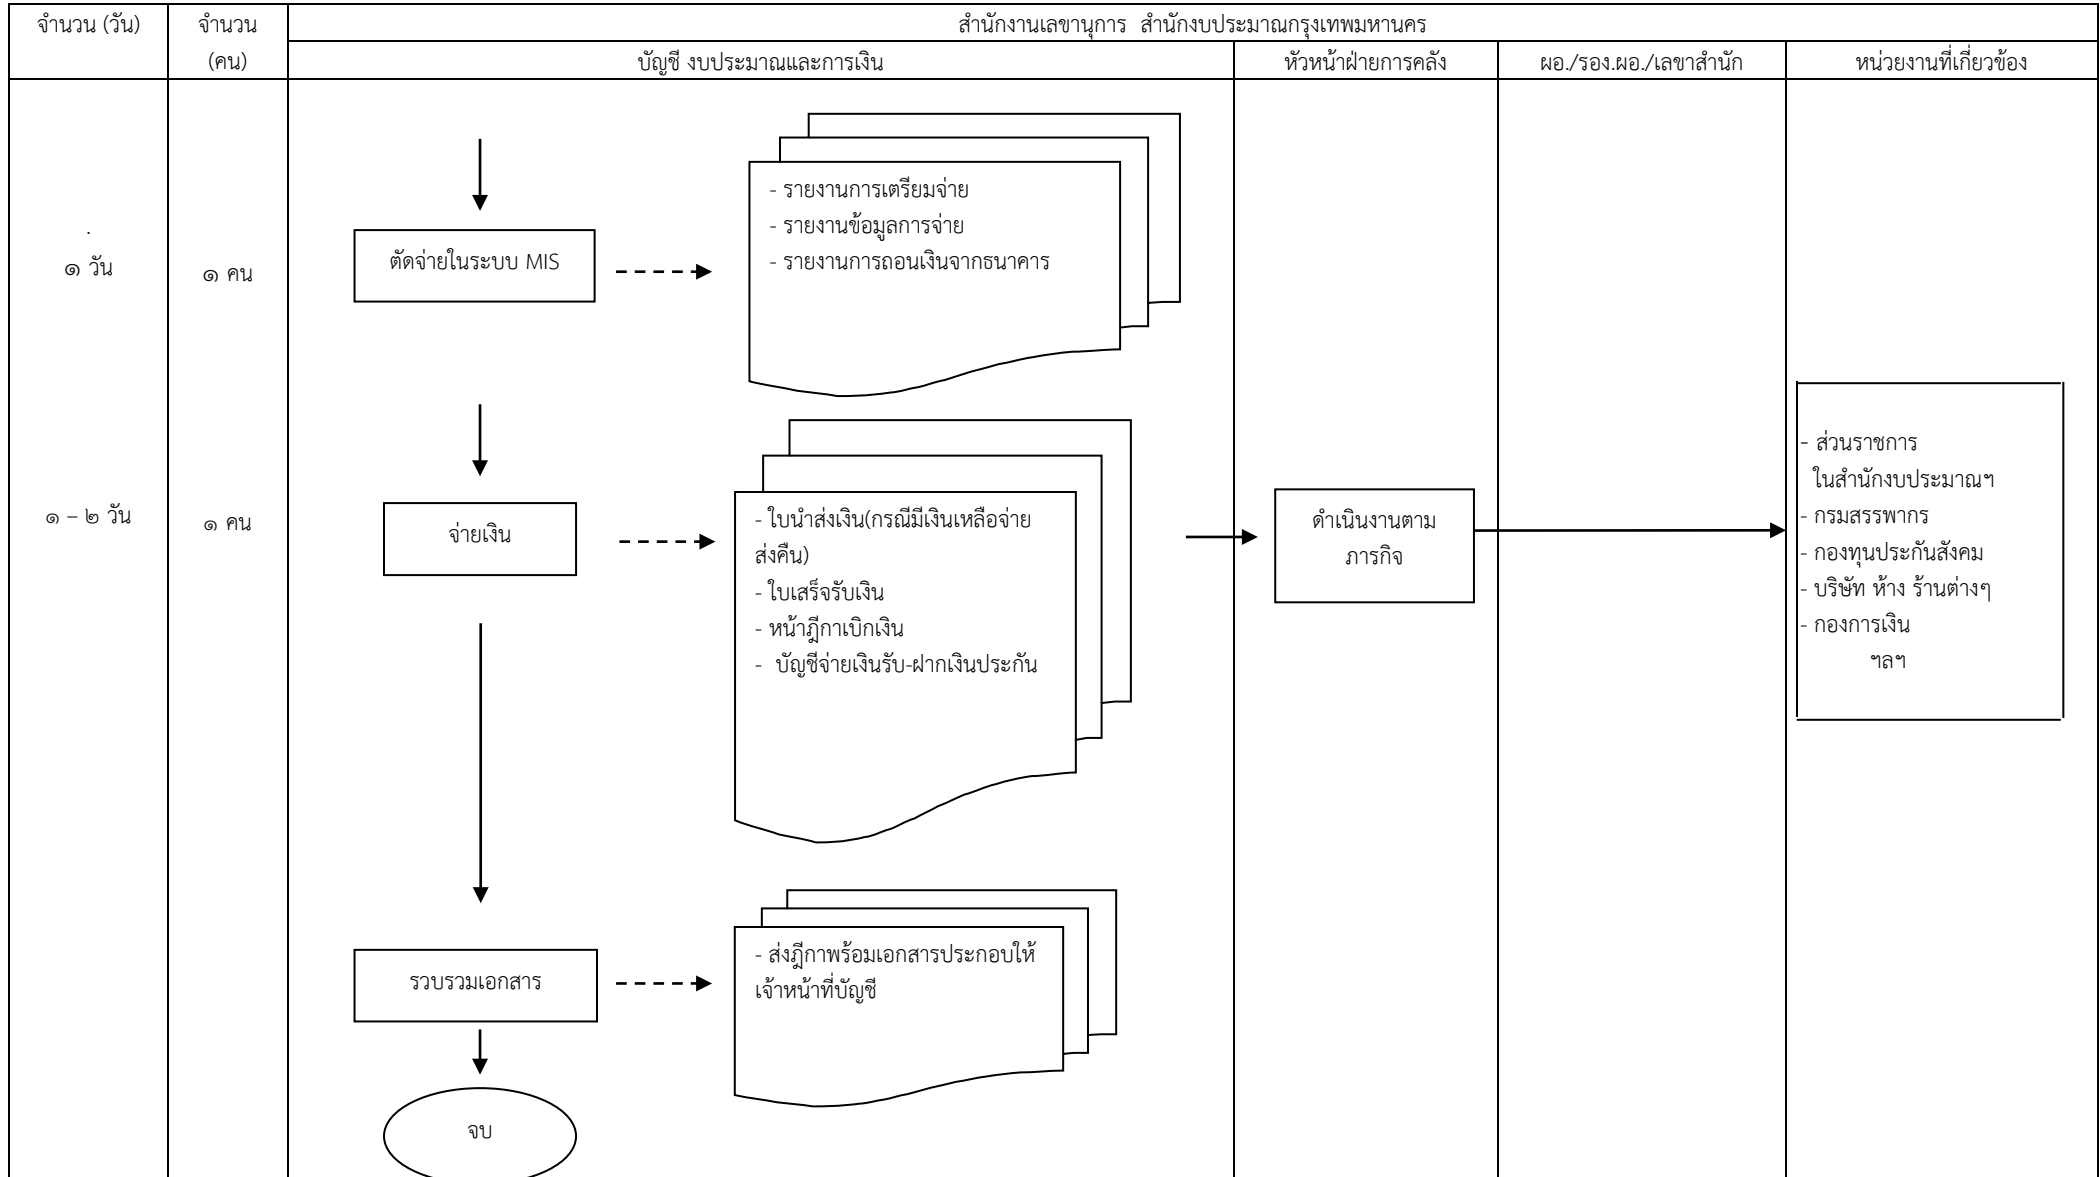 จำนวน (วัน)
จำนวน
(คน)
สำนักงานเลขานุการ สำนักงบประมาณกรุงเทพมหานคร
บัญชี งบประมาณและการเงิน
หัวหน้าฝ่ายการคลัง
ผอ./รอง.ผอ./เลขาสำนัก
หน่วยงานที่เกี่ยวข้อง
.
๑ วัน
๑ คน
ตัดจ่ายในระบบ MIS
- รายงานการเตรียมจ่าย
- รายงานข้อมูลการจ่าย
- รายงานการถอนเงินจากธนาคาร
๑ – ๒ วัน
๑ คน
จ่ายเงิน
- ใบนำส่งเงิน(กรณีมีเงินเหลือจ่าย
ส่งคืน)
- ใบเสร็จรับเงิน
- หน้าฎีกาเบิกเงิน
- บัญชีจ่ายเงินรับ-ฝากเงินประกัน
ดำเนินงานตาม
ภารกิจ
- ส่วนราชการ
ในสำนักงบประมาณฯ
- กรมสรรพากร
- กองทุนประกันสังคม
- บริษัท ห้าง ร้านต่างๆ
- กองการเงิน
ฯลฯ
รวบรวมเอกสาร
- ส่งฎีกาพร้อมเอกสารประกอบให้
เจ้าหน้าที่บัญชี
จบ